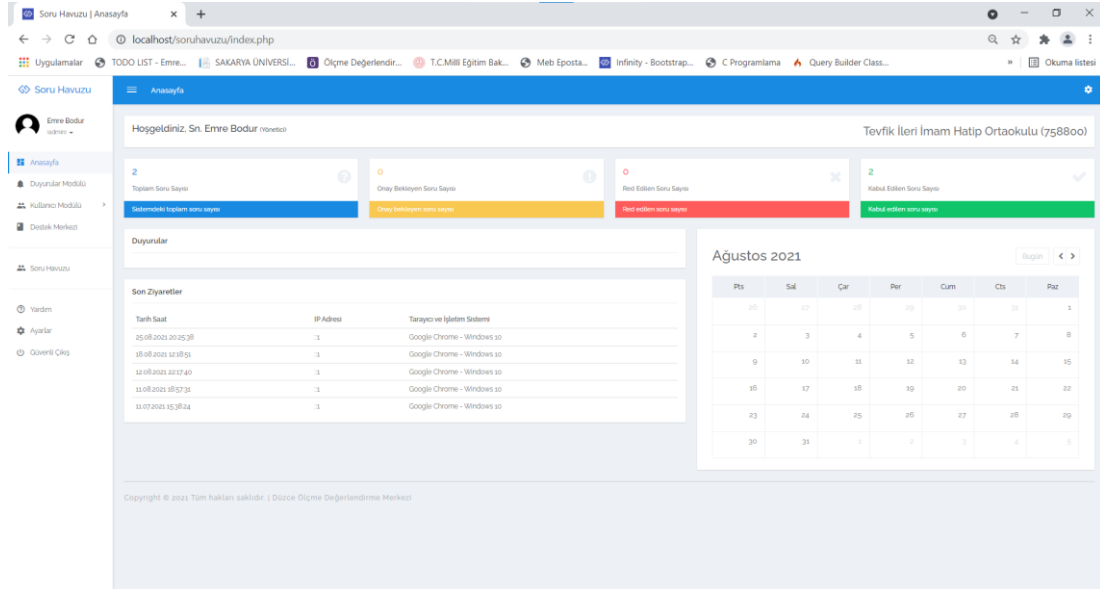 Soru Havuzu | Anasayfa
localhost/soruhavuzu/index.php
Uygulamalar TODO LIST - Emre... SAKARYA ÜNİVERSİ... Ölçme Değerlendir... T.C.Milli Eğitim Bak... Meb Eposta... Infinity - Bootstrap... C Programlama Query Builder Class... » Okuma listesi
Soru Havuzu
Anasayfa
Emre Bodur
admin
Hoşgeldiniz, Sn. Emre Bodur (Yönetici)
Tevfik İleri İmam Hatip Ortaokulu (758800)
Anasayfa
Duyurular Modülü
Kullanıcı Modülü
Destek Merkezi
Soru Havuzu
Yardım
Ayarlar
Güvenli Çıkış
2
Toplam Soru Sayısı
Sistemdeki toplam soru sayısı
0
Onay Bekleyen Soru Sayısı
Onay bekleyen soru sayısı
0
Red Edilen Soru Sayısı
Red edilen soru sayısı
2
Kabul Edilen Soru Sayısı
Kabul edilen soru sayısı
Duyurular
Son Ziyaretler
Tarih Saat IP Adresi Tarayıcı ve İşletim Sistemi
25.08.2021 20:25:38 ::1 Google Chrome - Windows 10
18.08.2021 12:18:51 ::1 Google Chrome - Windows 10
12.08.2021 22:17:40 ::1 Google Chrome - Windows 10
11.08.2021 18:57:31 ::1 Google Chrome - Windows 10
11.07.2021 15:38:24 ::1 Google Chrome - Windows 10
Ağustos 2021
Bugün
Pts Sal Çar Per Cum Cts Paz
26 27 28 29 30 31 1
2 3 4 5 6 7 8
9 10 11 12 13 14 15
16 17 18 19 20 21 22
23 24 25 26 27 28 29
30 31 1 2 3 4 5
Copyright © 2021 Tüm hakları saklıdır. | Düzce Ölçme Değerlendirme Merkezi